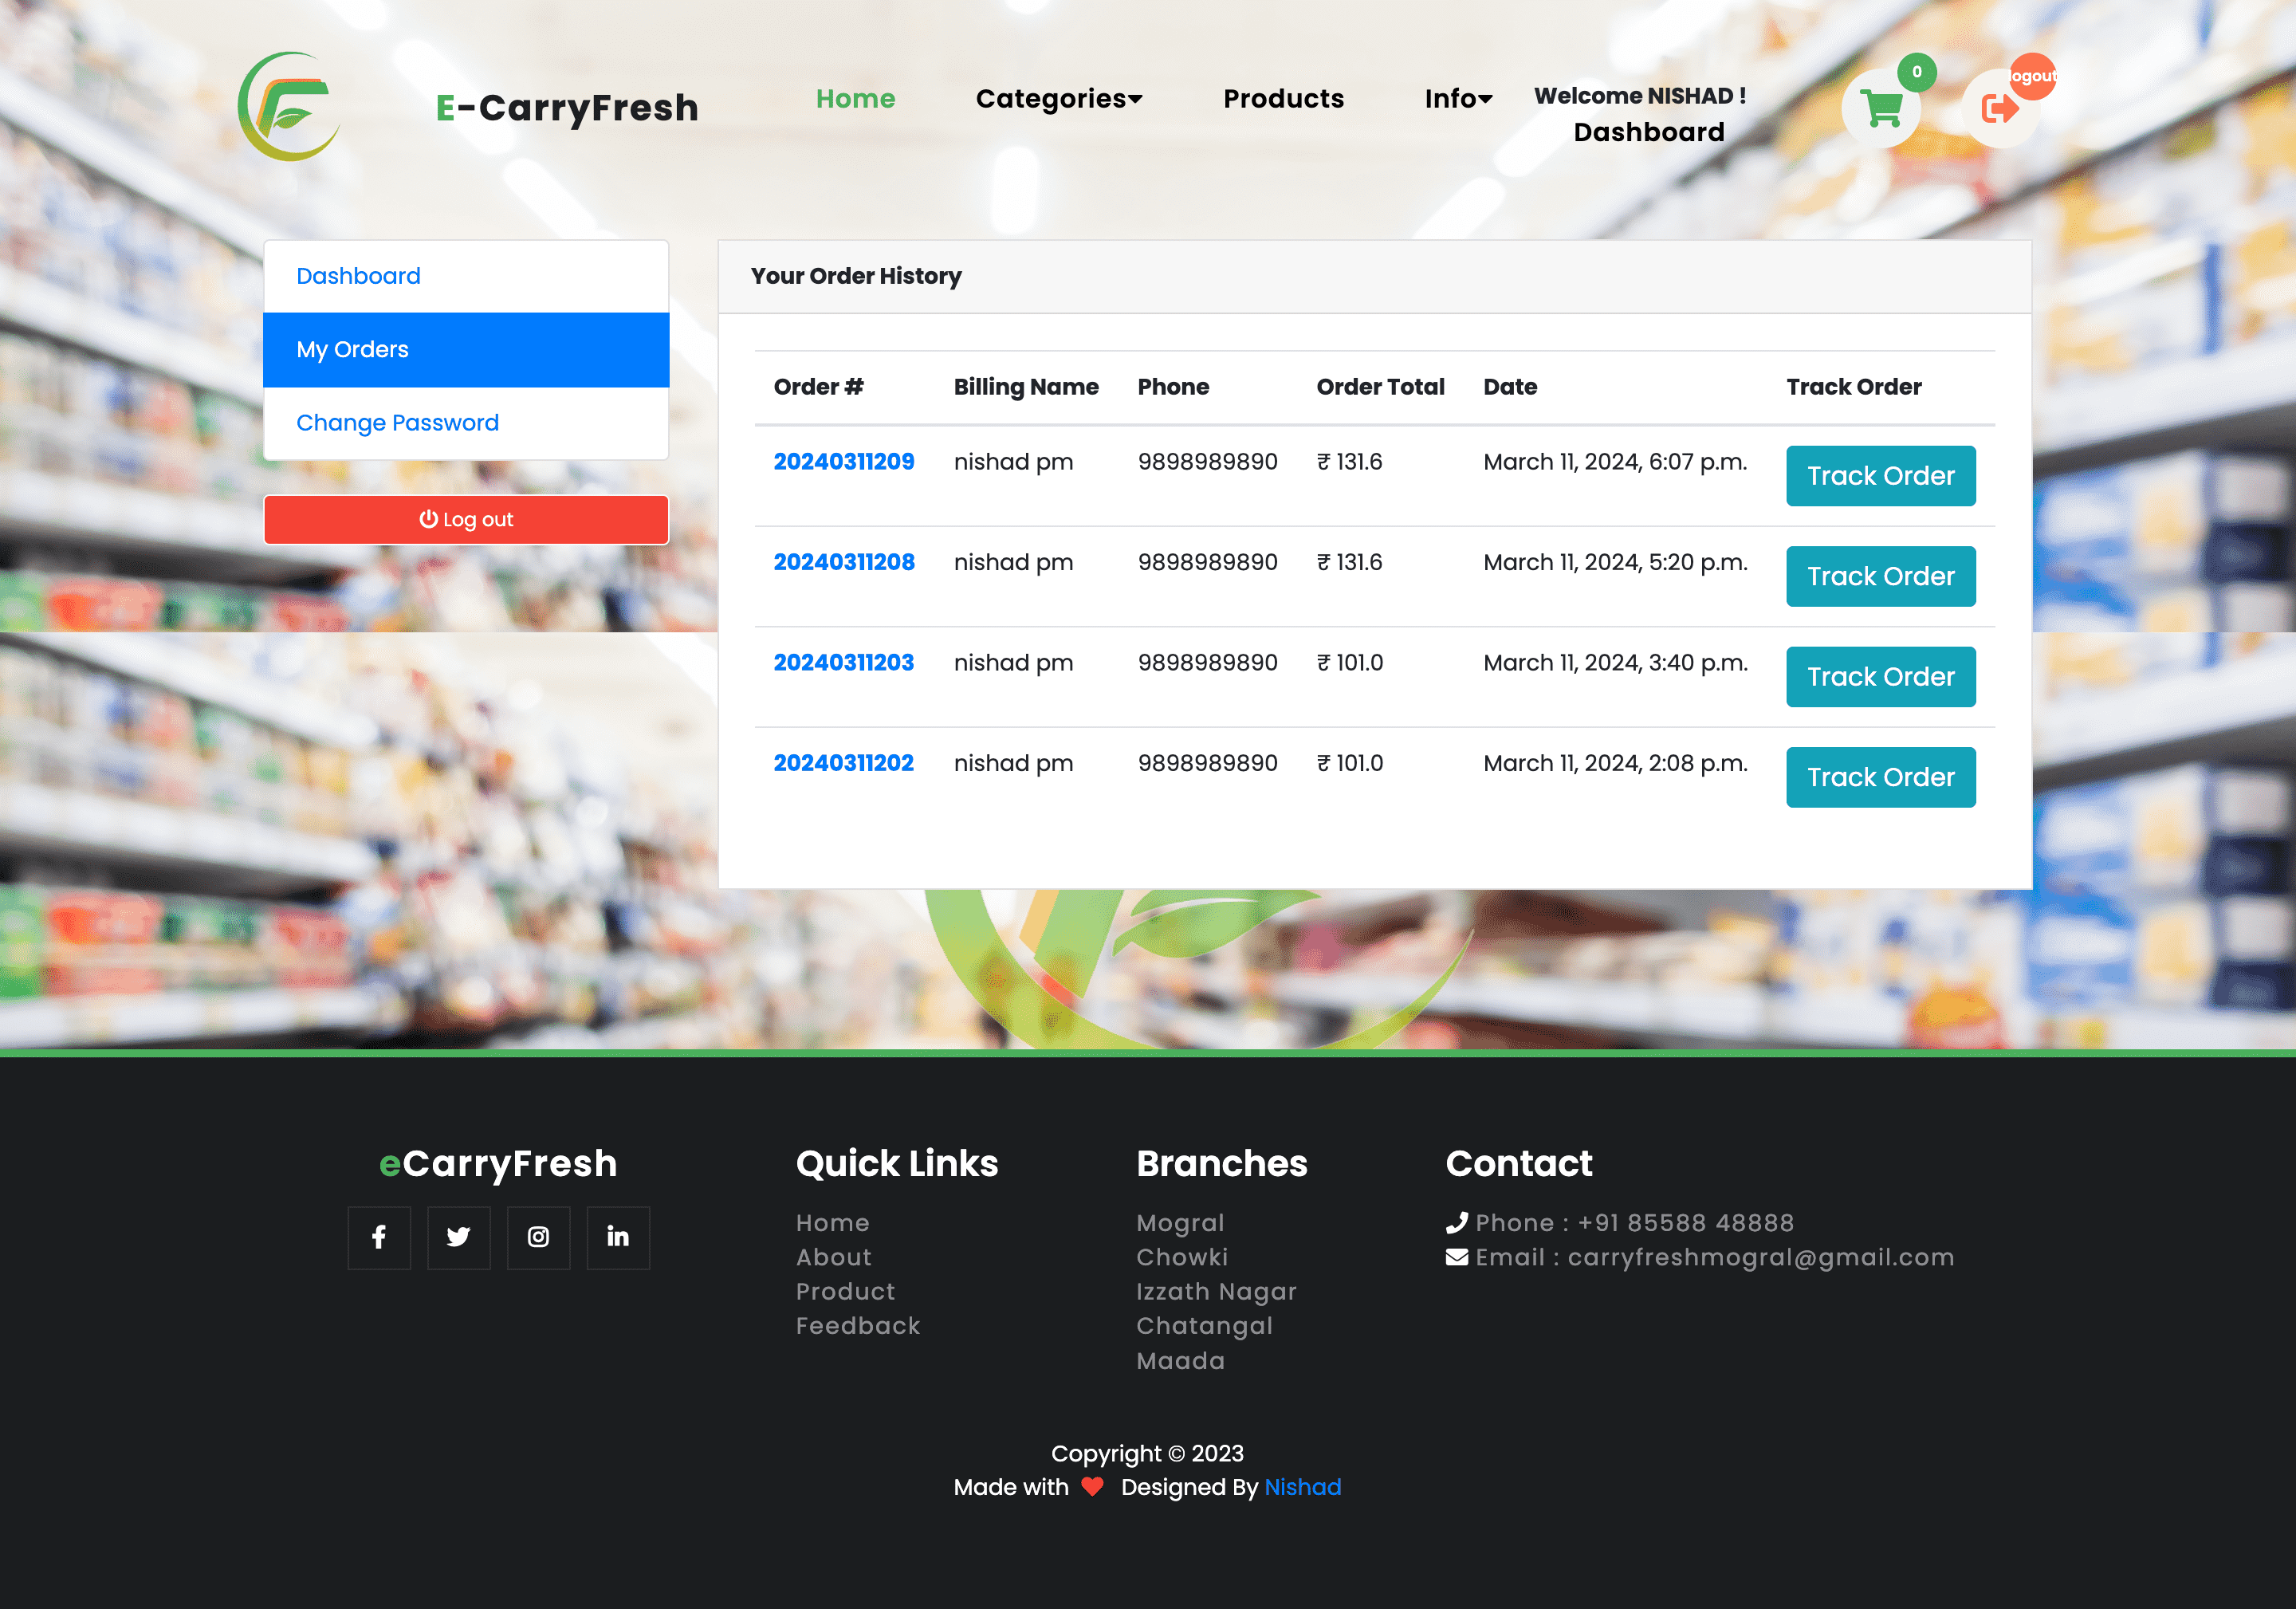 E-CarryFresh
Home
Categories
Products
Info
Welcome NISHAD !
Dashboard
0
logout
Dashboard
My Orders
Change Password
Log out
Your Order History
Order # Billing Name Phone Order Total Date Track Order
20240311209 nishad pm 9898989890 ₹ 131.6 March 11, 2024, 6:07 p.m. Track Order
20240311208 nishad pm 9898989890 ₹ 131.6 March 11, 2024, 5:20 p.m. Track Order
20240311203 nishad pm 9898989890 ₹ 101.0 March 11, 2024, 3:40 p.m. Track Order
20240311202 nishad pm 9898989890 ₹ 101.0 March 11, 2024, 2:08 p.m. Track Order
eCarryFresh
Quick Links
Home
About
Product
Feedback
Branches
Mogral
Chowki
Izzath Nagar
Chatangal
Maada
Contact
Phone : +91 85588 48888
Email : carryfreshmogral@gmail.com
Copyright © 2023
Made with Designed By Nishad